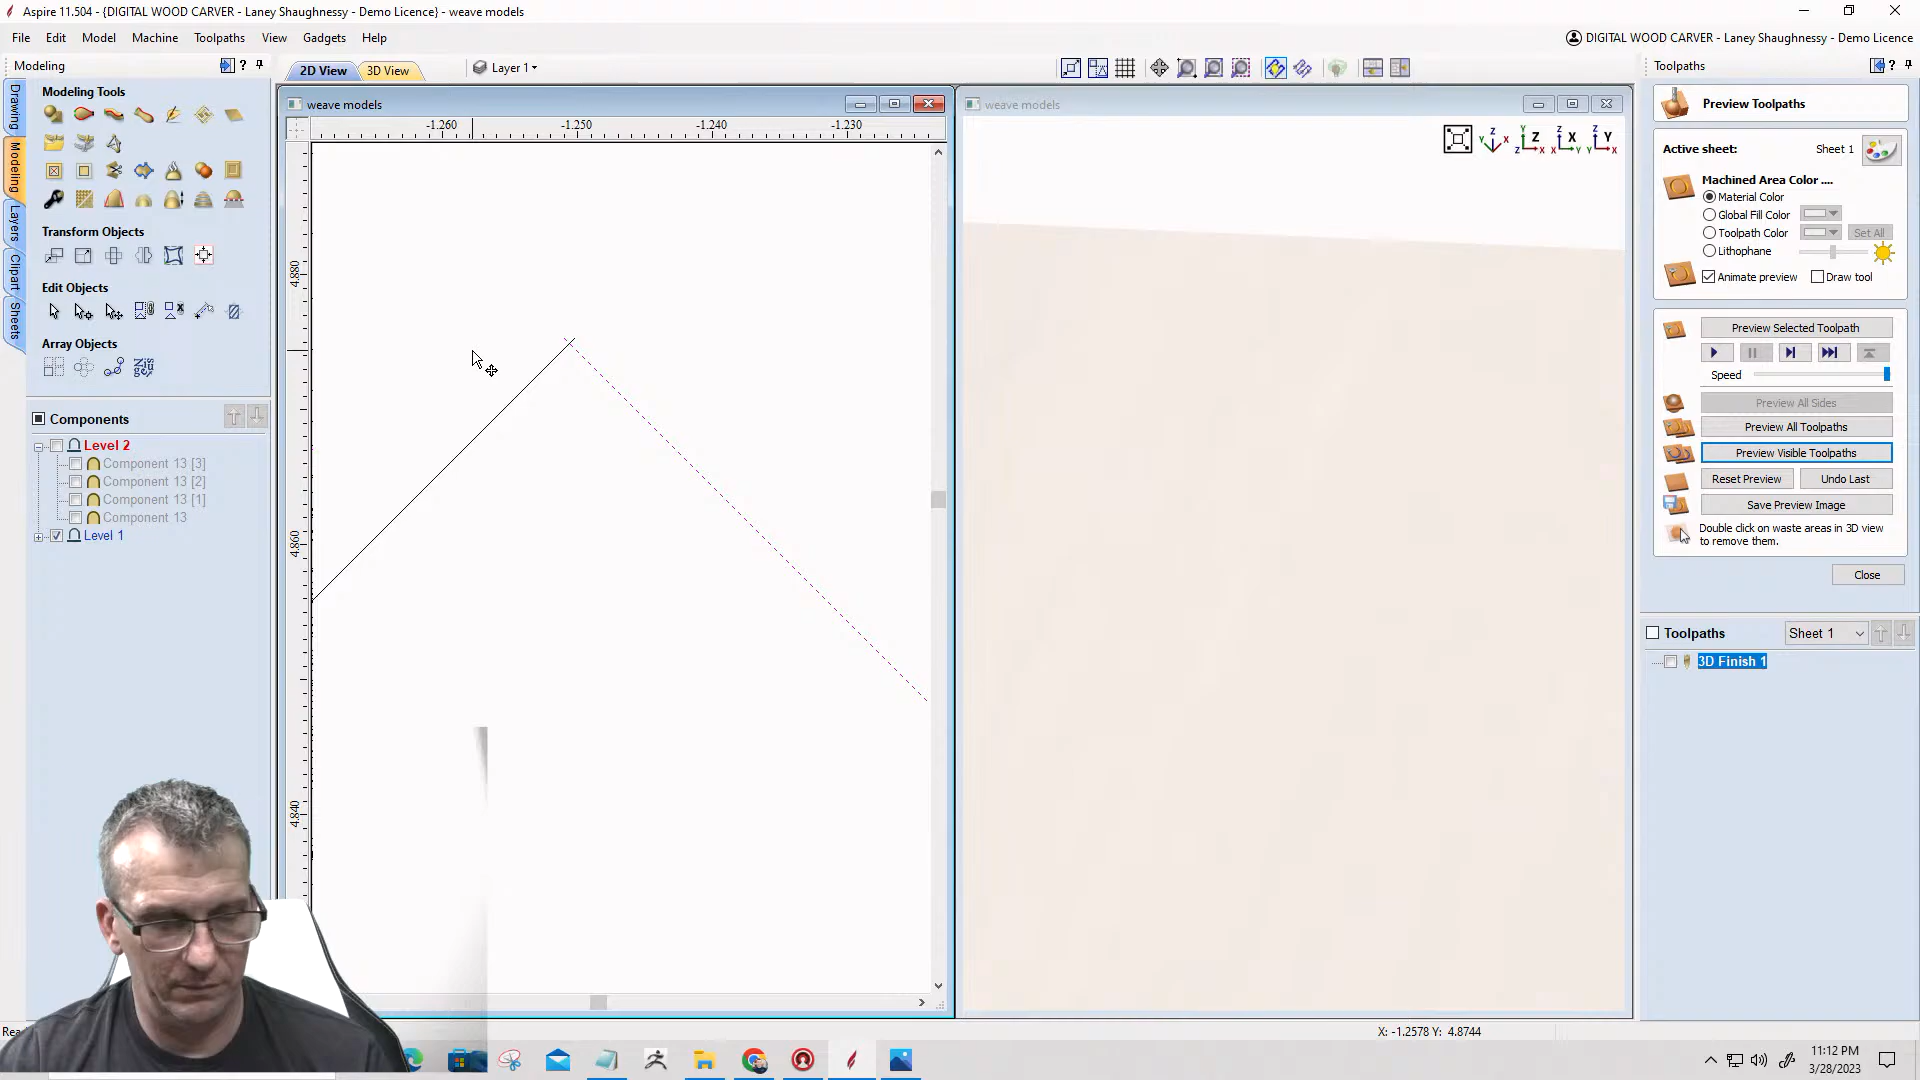 Aspire 11.504 - {DIGITAL WOOD CARVER - Laney Shaughnessy - Demo Licence} - weave models
File Edit Model Machine Toolpaths View Gadgets Help
DIGITAL WOOD CARVER - Laney Shaughnessy - Demo Licence
Modeling
2D View 3D View Layer 1
Toolpaths
Drawing
Modeling
Layers
Clipart
Sheets
Modeling Tools
Transform Objects
Edit Objects
Array Objects
Components
Level 2
Component 13 [3]
Component 13 [2]
Component 13 [1]
Component 13
Level 1
weave models
-1.260 -1.250 -1.240 -1.230
4.880
4.860
4.840
weave models
Preview Toolpaths
Active sheet: Sheet 1
Machined Area Color ....
Material Color
Global Fill Color
Toolpath Color Set All
Lithophane
Animate preview Draw tool
Preview Selected Toolpath
Speed
Preview All Sides
Preview All Toolpaths
Preview Visible Toolpaths
Reset Preview Undo Last
Save Preview Image
Double click on waste areas in 3D view
to remove them.
Close
Toolpaths Sheet 1
3D Finish 1
X: -1.2578 Y: 4.8744
11:12 PM
3/28/2023